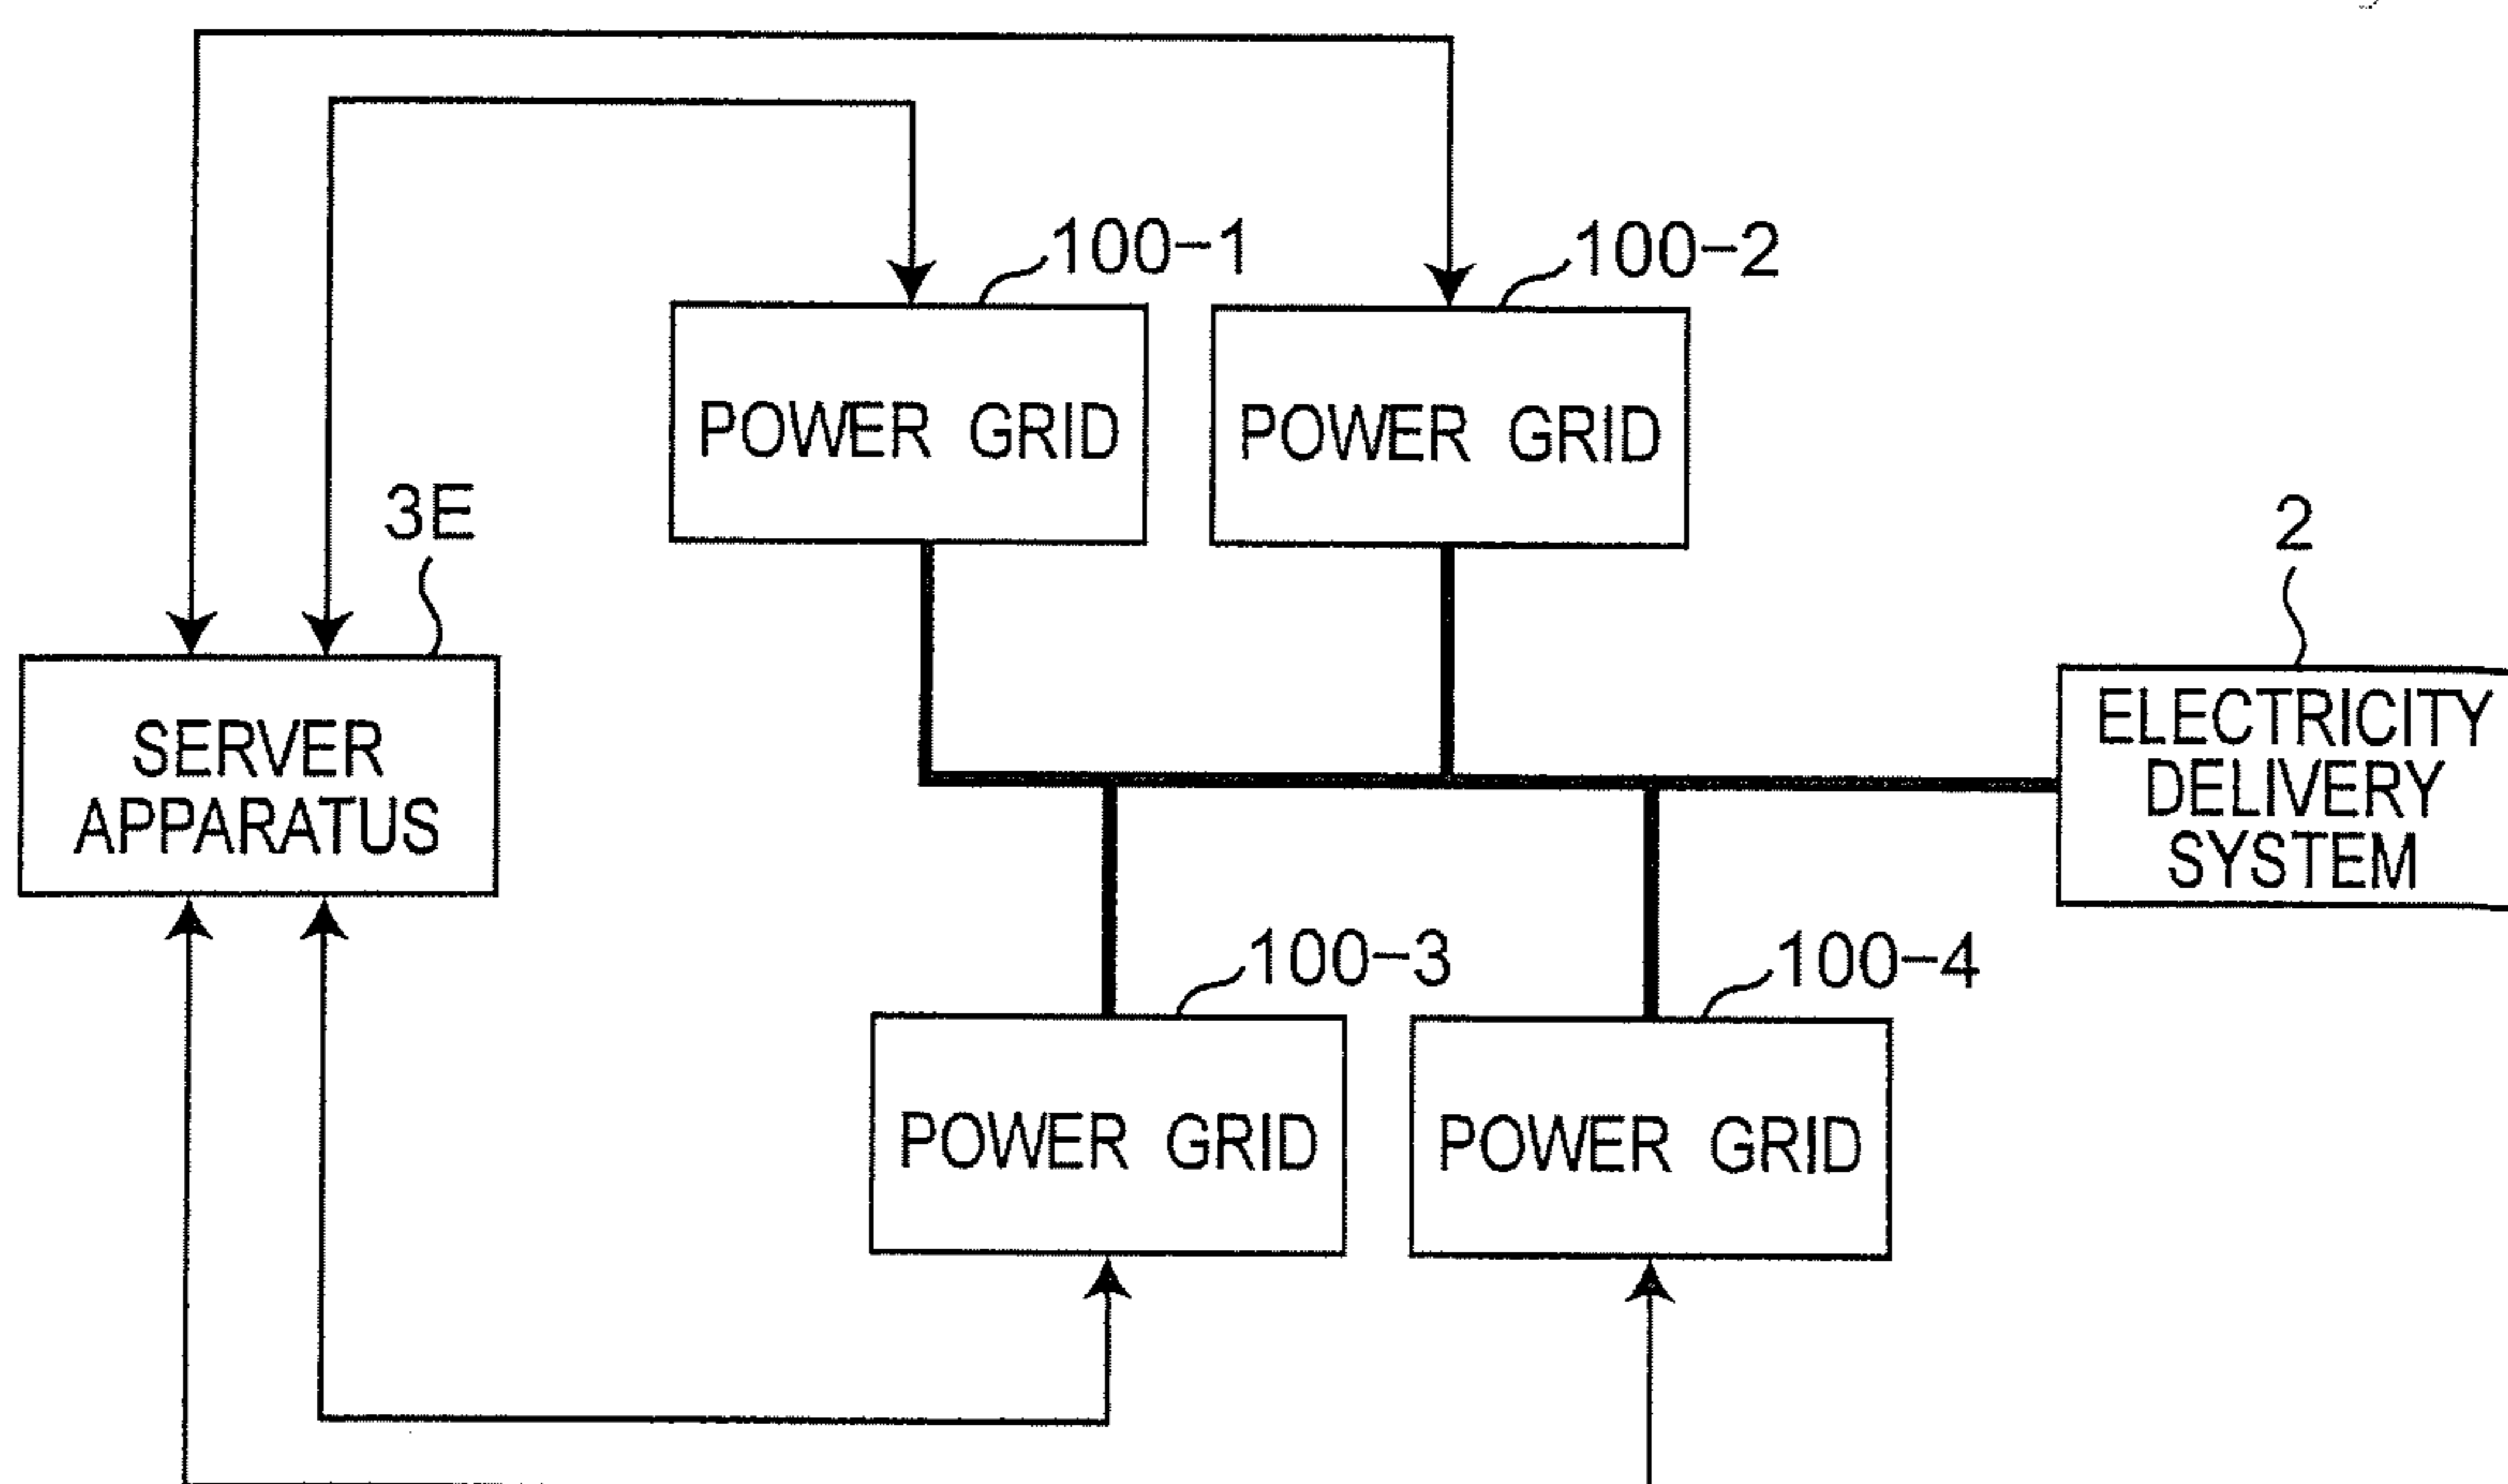 100-1
100-2
POWER GRID
POWER GRID
3E
2
SERVER
APPARATUS
ELECTRICITY
DELIVERY
SYSTEM
100-3
100-4
POWER GRID
POWER GRID